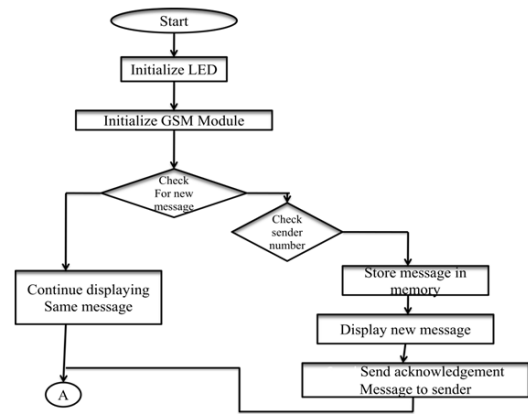 Start
Initialize LED
Initialize GSM Module
Check
For new
message
Check
sender
number
Continue displaying
Same message
Store message in
memory
Display new message
Send acknowledgement
Message to sender
A